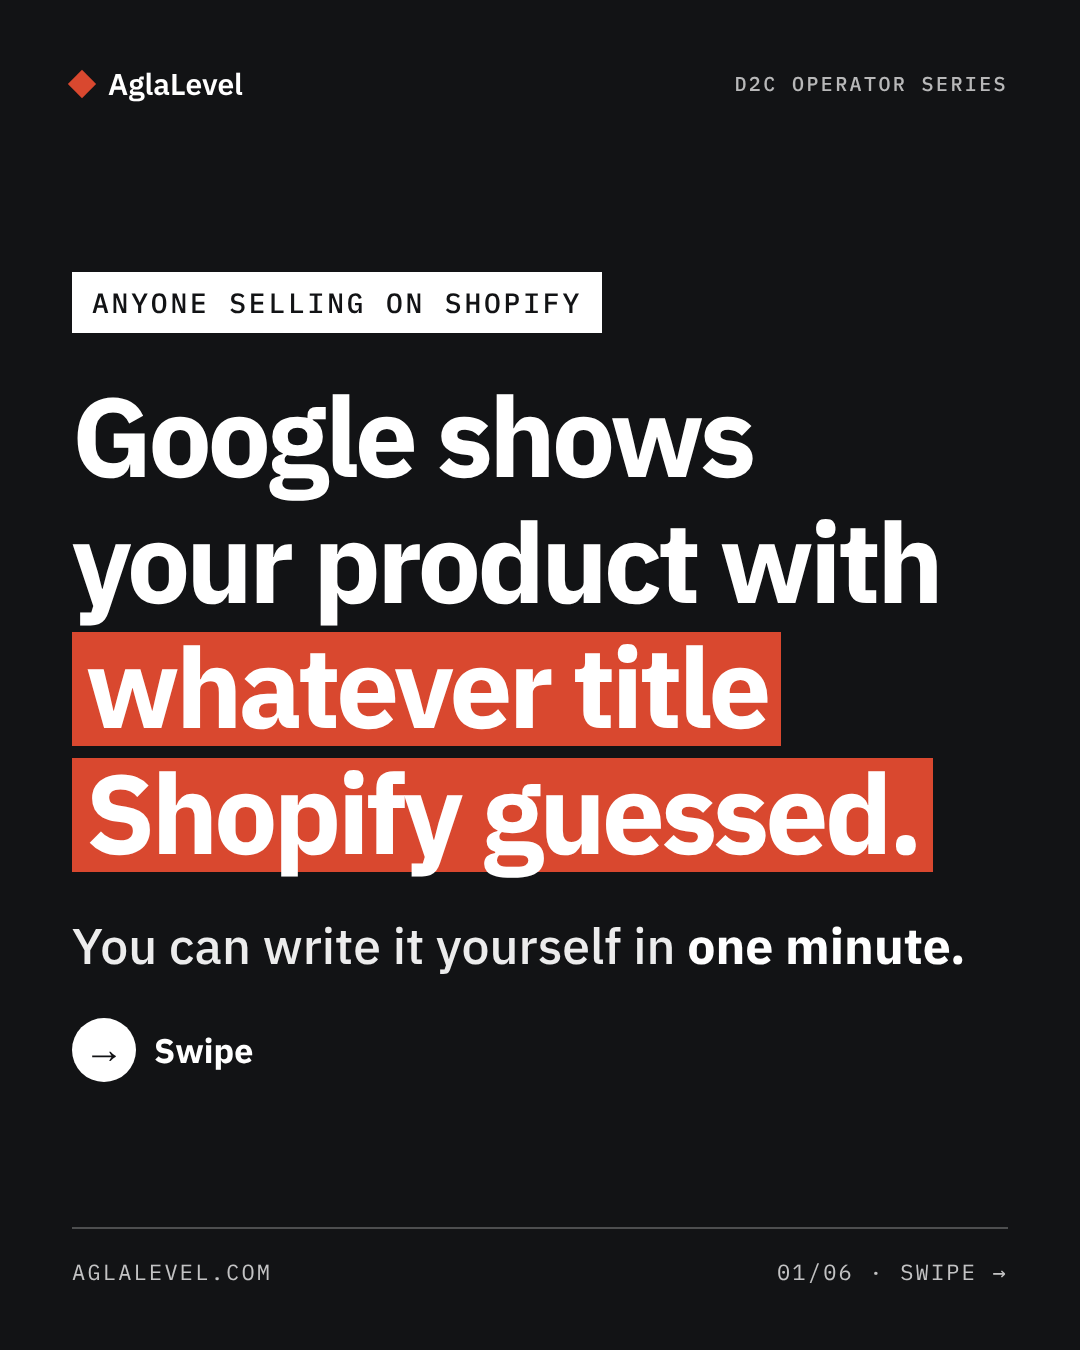 AglaLevel
D2C OPERATOR SERIES
ANYONE SELLING ON SHOPIFY
Google shows
your product with
whatever title
Shopify guessed.
You can write it yourself in one minute.
→ Swipe
AGLALEVEL.COM
01/06 · SWIPE →